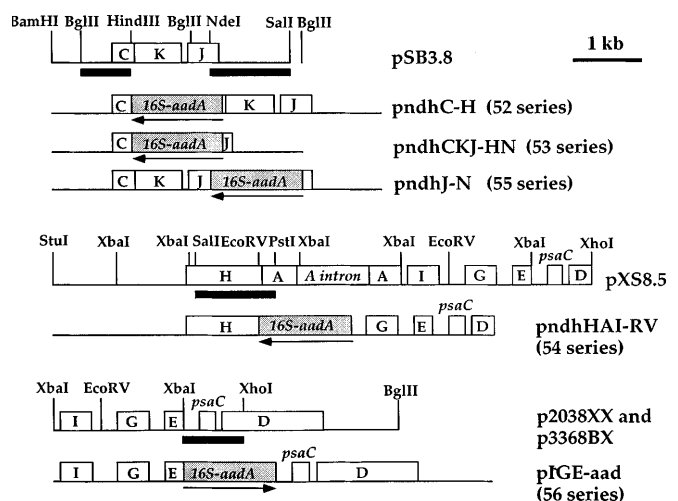 BamHI BglII HindIII BglII NdeI SalI BglII
C K J pSB3.8 1 kb
C 16S-aadA K J pndhC-H (52 series)
C 16S-aadA J pndhCKJ-HN (53 series)
C K J 16S-aadA pndhJ-N (55 series)
StuI XbaI XbaI SalI EcoRV PstI XbaI XbaI EcoRV XbaI psaC XhoI
H A A intron A I G E D pXS8.5
psaC
H 16S-aadA G E D pndhHAI-RV
(54 series)
XbaI EcoRV XbaI psaC XhoI BglII
I G E D p2038XX and
p3368BX
psaC
I G E 16S-aadA D pIGE-aad
(56 series)